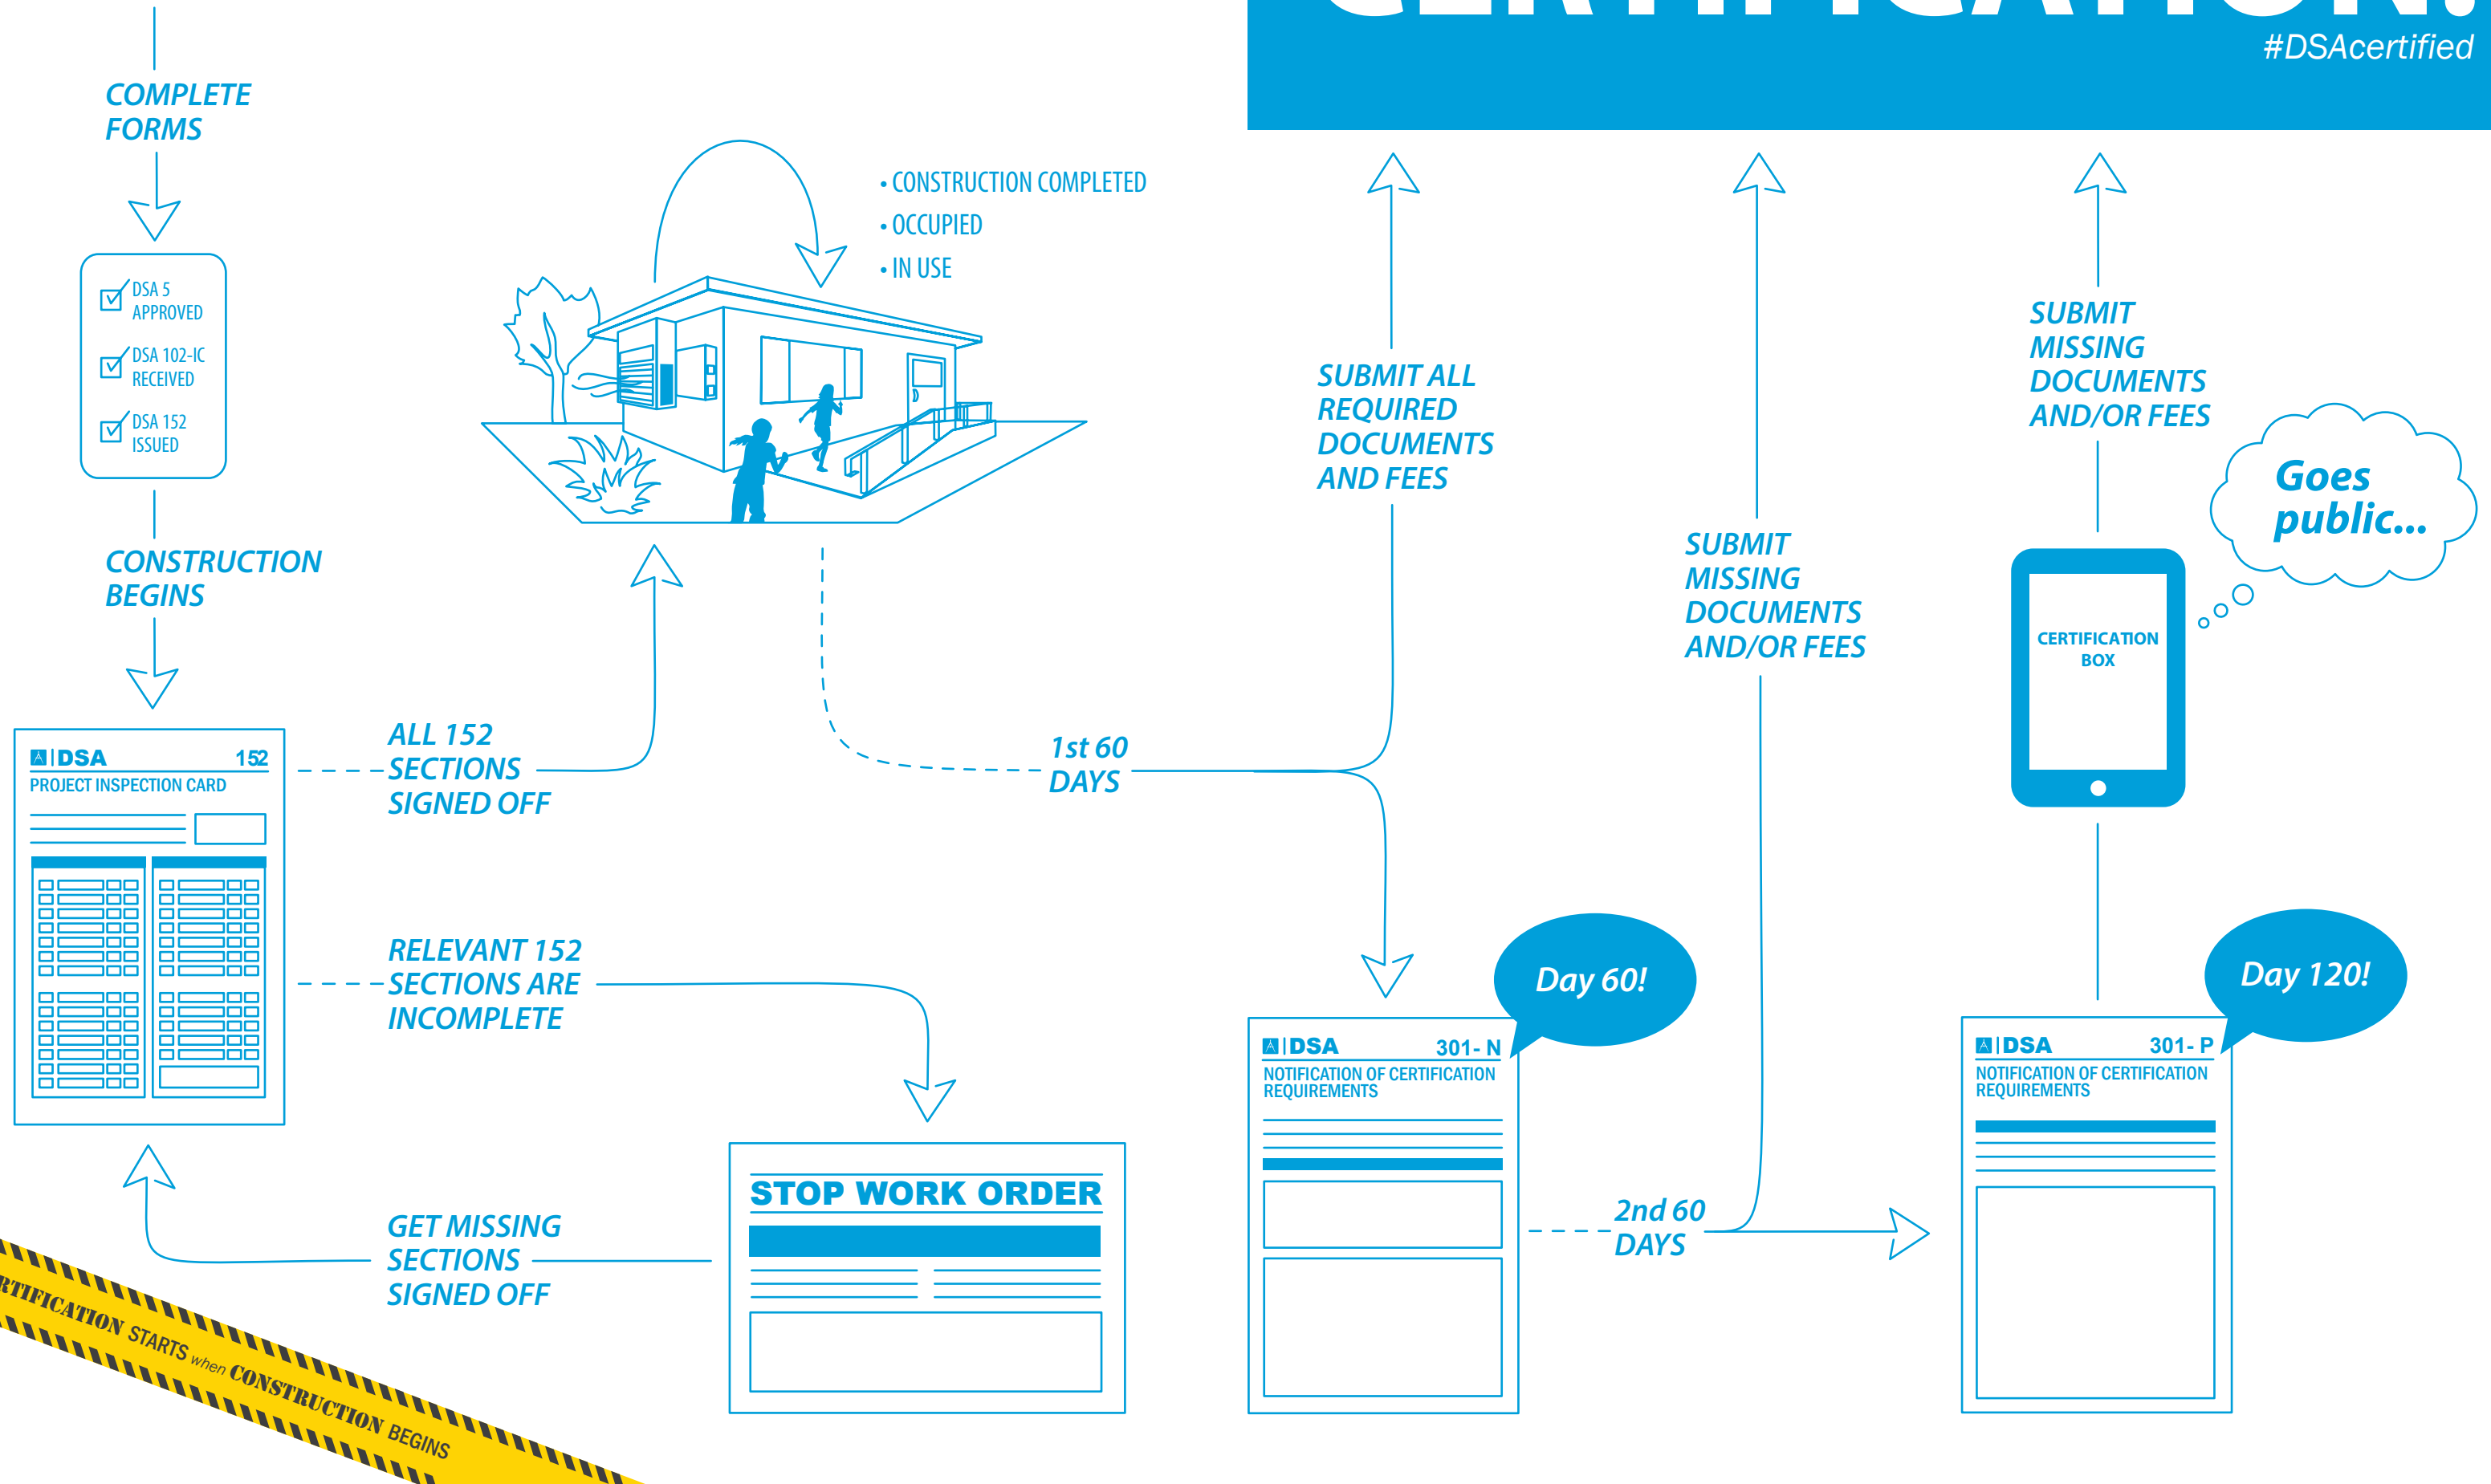 CERTIFICATION!
#DSAcertified
COMPLETE
FORMS
DSA 5
APPROVED
DSA 102-IC
RECEIVED
DSA 152
ISSUED
CONSTRUCTION
BEGINS
• CONSTRUCTION COMPLETED
• OCCUPIED
• IN USE
DSA 152
PROJECT INSPECTION CARD
ALL 152
SECTIONS
SIGNED OFF
RELEVANT 152
SECTIONS ARE
INCOMPLETE
STOP WORK ORDER
GET MISSING
SECTIONS
SIGNED OFF
1st 60
DAYS
SUBMIT ALL
REQUIRED
DOCUMENTS
AND FEES
Day 60!
DSA 301- N
NOTIFICATION OF CERTIFICATION
REQUIREMENTS
2nd 60
DAYS
SUBMIT
MISSING
DOCUMENTS
AND/OR FEES
Day 120!
DSA 301- P
NOTIFICATION OF CERTIFICATION
REQUIREMENTS
CERTIFICATION
BOX
Goes
public...
SUBMIT
MISSING
DOCUMENTS
AND/OR FEES
RTIFICATION STARTS when CONSTRUCTION BEGINS